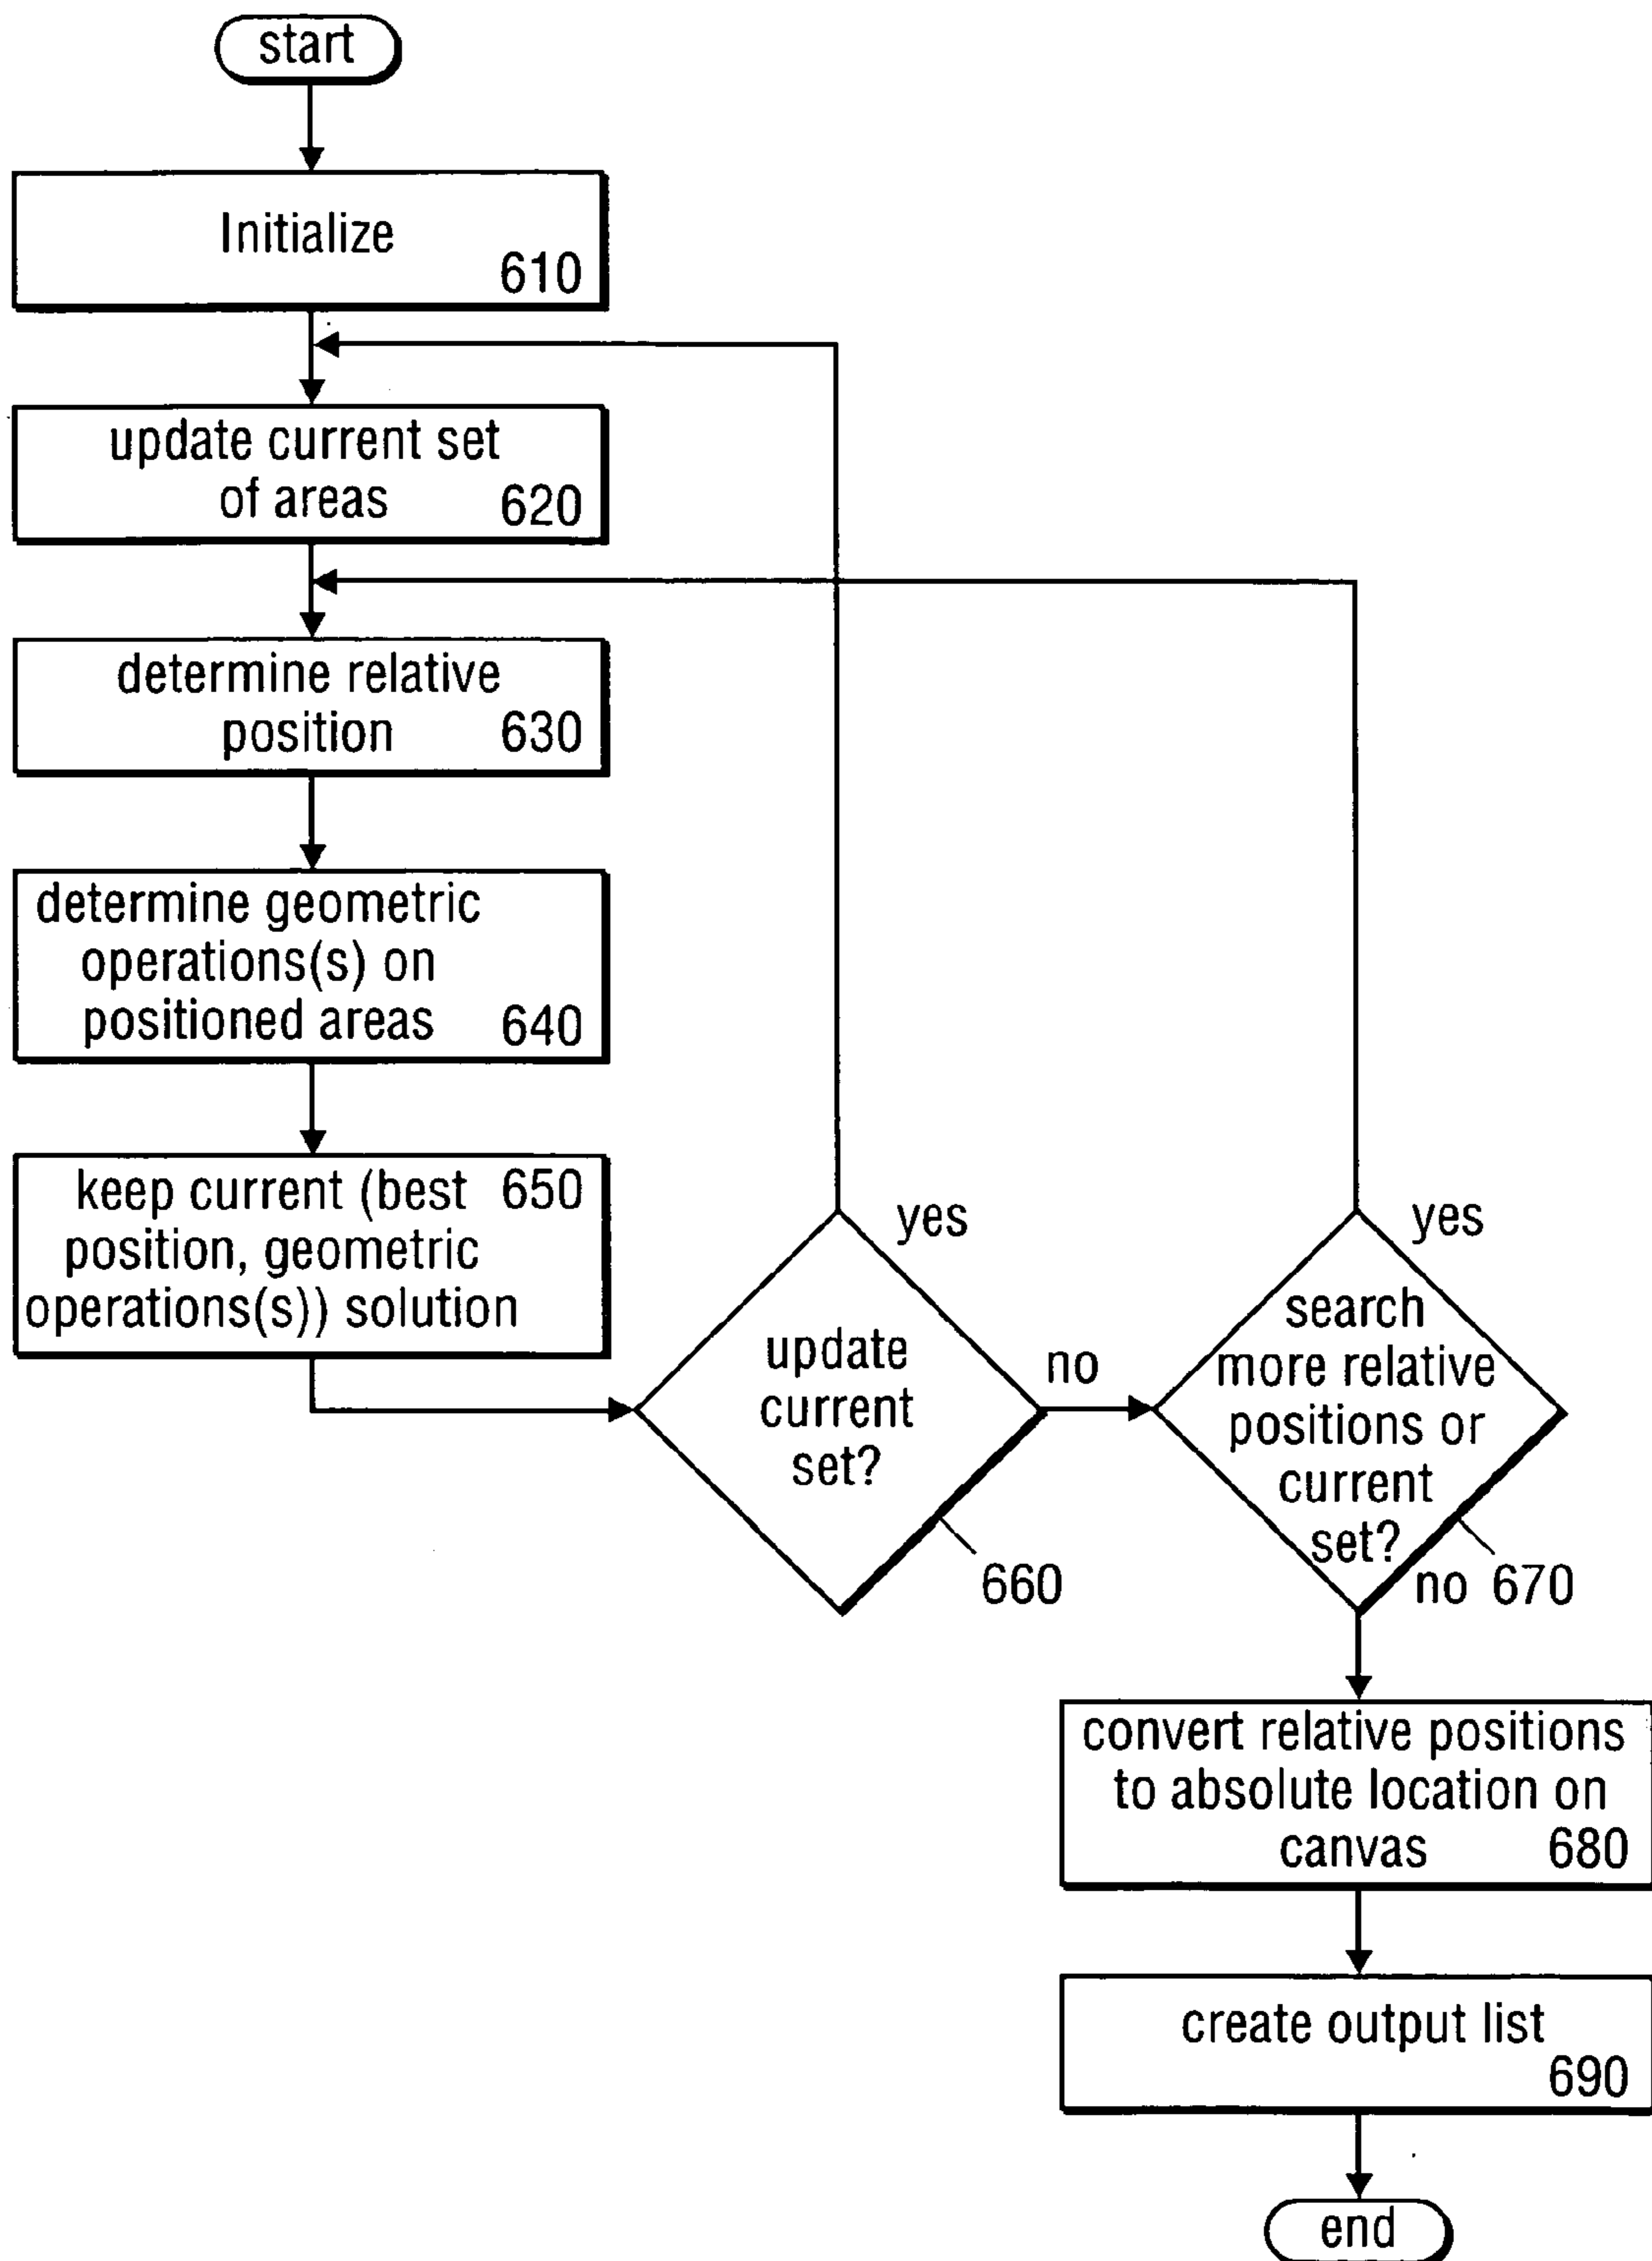 start
Initialize
610
update current set
of areas 620
determine relative
position 630
determine geometric
operations(s) on
positioned areas 640
keep current (best 650
position, geometric
operations(s)) solution
yes
update
current
set?
no
660
yes
search
more relative
positions or
current
set?
no 670
convert relative positions
to absolute location on
canvas 680
create output list
690
end